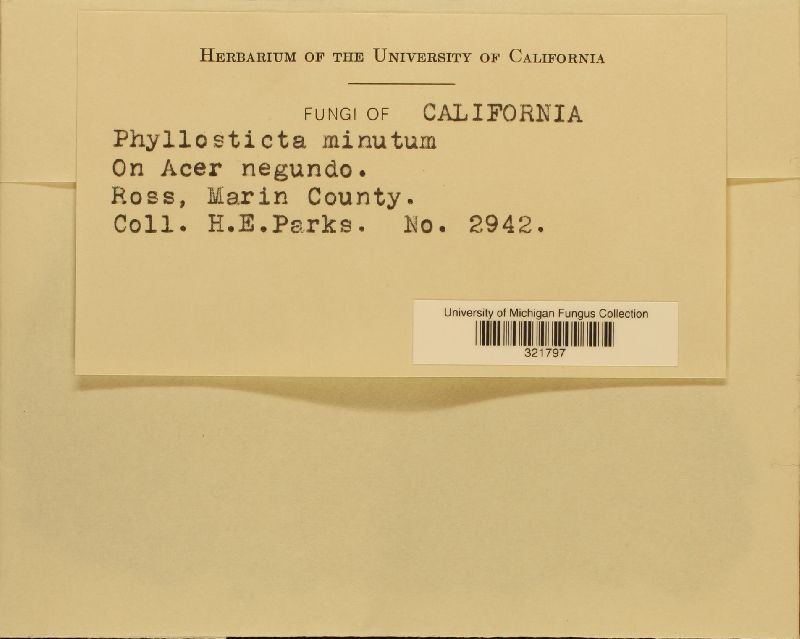 Herbarium of the University of California
FUNGI OF CALIFORNIA
Phyllosticta minutum
On Acer negundo.
Ross, Marin County.
Coll. H.E.Parks. No. 2942.
University of Michigan Fungus Collection
321797